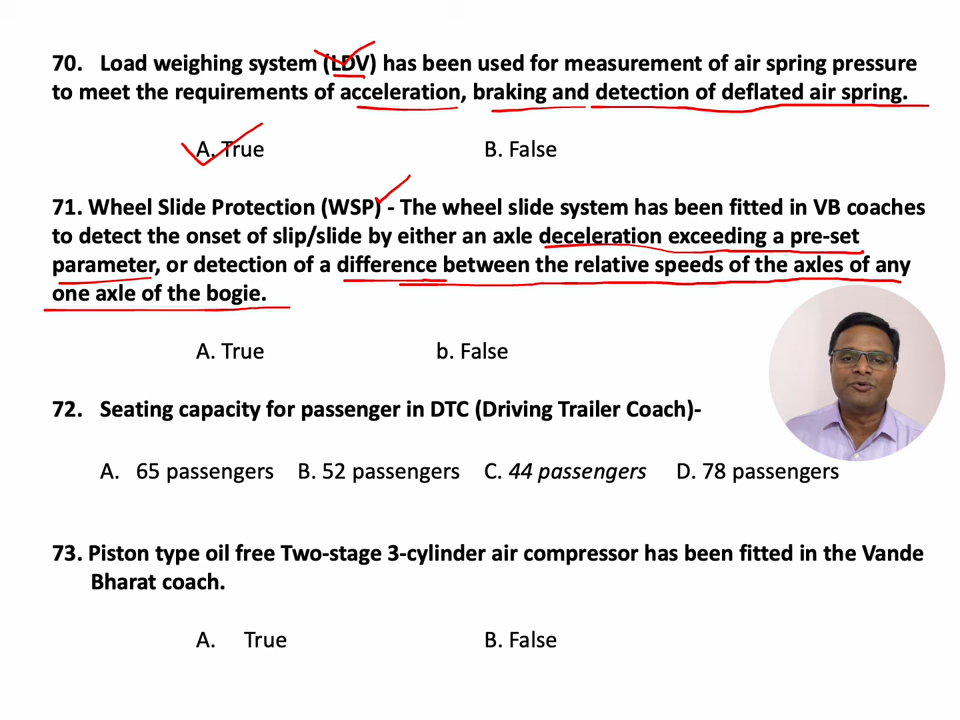 70. Load weighing system (LDV) has been used for measurement of air spring pressure
to meet the requirements of acceleration, braking and detection of deflated air spring.
A. True B. False
71. Wheel Slide Protection (WSP) - The wheel slide system has been fitted in VB coaches
to detect the onset of slip/slide by either an axle deceleration exceeding a pre-set
parameter, or detection of a difference between the relative speeds of the axles of any
one axle of the bogie.
A. True b. False
72. Seating capacity for passenger in DTC (Driving Trailer Coach)-
A. 65 passengers B. 52 passengers C. 44 passengers D. 78 passengers
73. Piston type oil free Two-stage 3-cylinder air compressor has been fitted in the Vande
Bharat coach.
A. True B. False